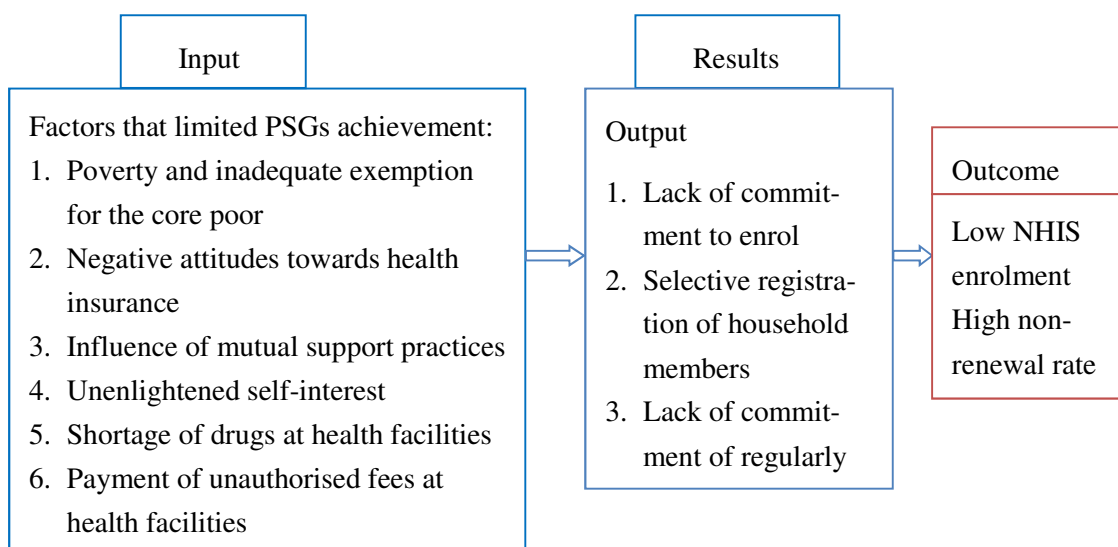 Input
Factors that limited PSGs achievement:
1. Poverty and inadequate exemption
for the core poor
2. Negative attitudes towards health
insurance
3. Influence of mutual support practices
4. Unenlightened self-interest
5. Shortage of drugs at health facilities
6. Payment of unauthorised fees at
health facilities
Results
Output
1. Lack of commit-
ment to enrol
2. Selective registra-
tion of household
members
3. Lack of commit-
ment of regularly
Outcome
Low NHIS
enrolment
High non-
renewal rate